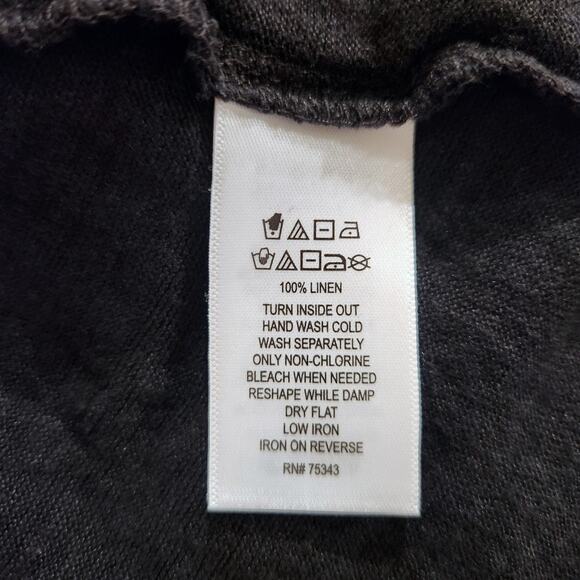 100% LINEN
TURN INSIDE OUT
HAND WASH COLD
WASH SEPARATELY
ONLY NON-CHLORINE
BLEACH WHEN NEEDED
RESHAPE WHILE DAMP
DRY FLAT
LOW IRON
IRON ON REVERSE
RN# 75343